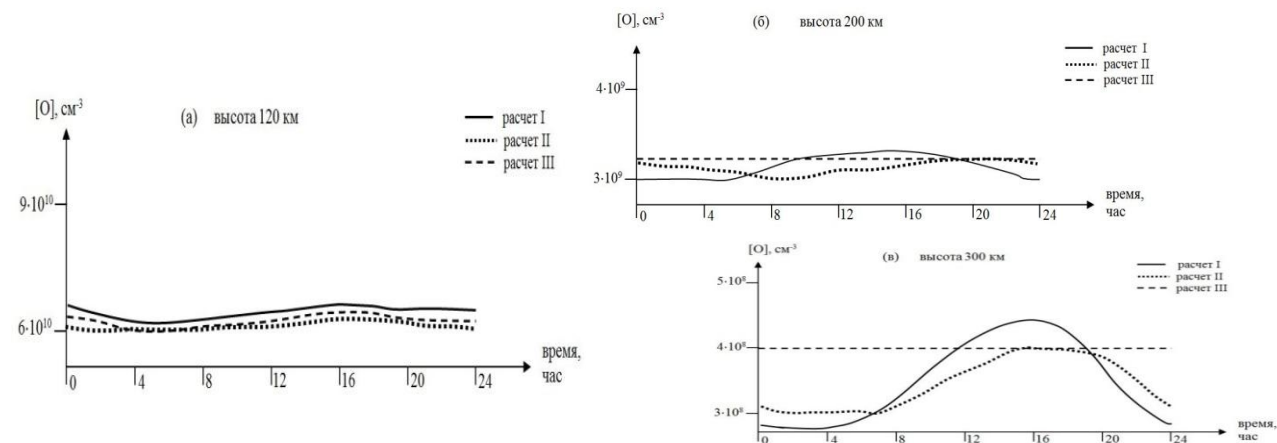 [O], см⁻³
(а) высота 120 км
расчет I
расчет II
расчет III
9·10¹⁰
6·10¹⁰
0 4 8 12 16 20 24
время,
час
[O], см⁻³
(б) высота 200 км
расчет I
расчет II
расчет III
4·10⁹
3·10⁹
0 4 8 12 16 20 24
время,
час
[O], см⁻³
(в) высота 300 км
расчет I
расчет II
расчет III
5·10⁸
4·10⁸
3·10⁸
0 4 8 12 16 20 24
время,
час